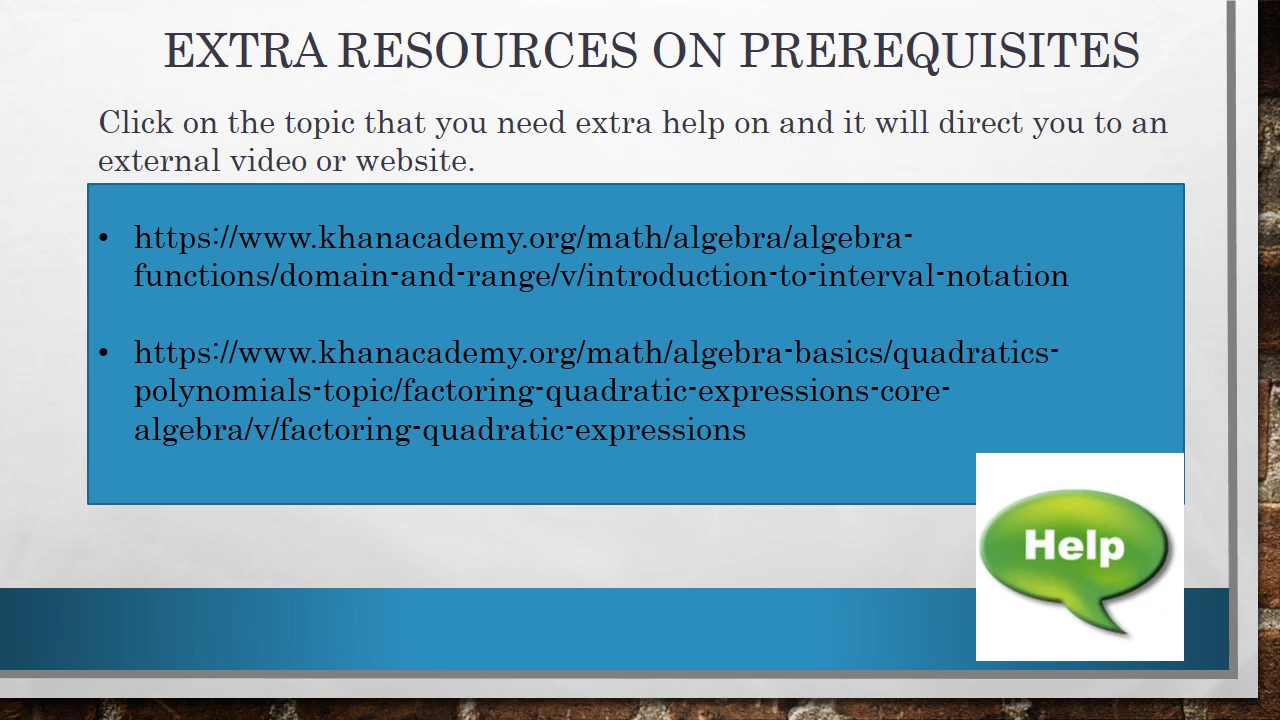 EXTRA RESOURCES ON PREREQUISITES
Click on the topic that you need extra help on and it will direct you to an
external video or website.
• https://www.khanacademy.org/math/algebra/algebra-
functions/domain-and-range/v/introduction-to-interval-notation
• https://www.khanacademy.org/math/algebra-basics/quadratics-
polynomials-topic/factoring-quadratic-expressions-core-
algebra/v/factoring-quadratic-expressions
Help